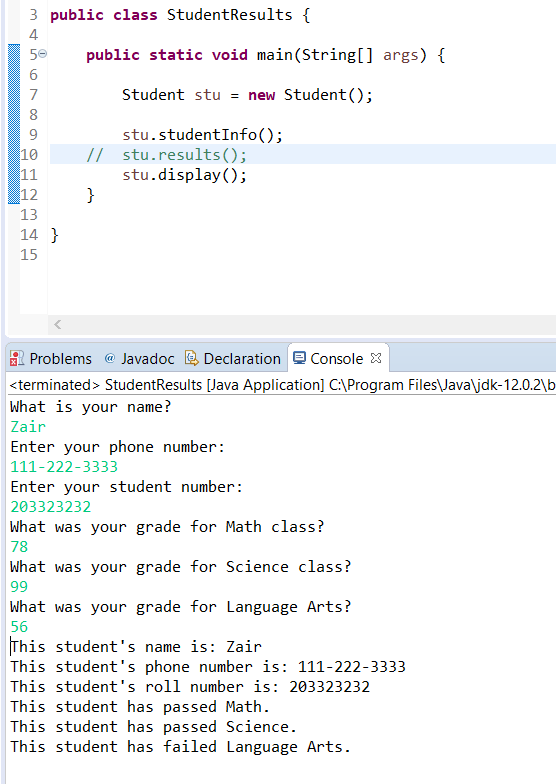 3 public class StudentResults {
4
5 public static void main(String[] args) {
6
7 Student stu = new Student();
8
9 stu.studentInfo();
10 // stu.results();
11 stu.display();
12 }
13
14 }
15
Problems @ Javadoc Declaration Console
<terminated> StudentResults [Java Application] C:\Program Files\Java\jdk-12.0.2\b
What is your name?
Zair
Enter your phone number:
111-222-3333
Enter your student number:
203323232
What was your grade for Math class?
78
What was your grade for Science class?
99
What was your grade for Language Arts?
56
This student's name is: Zair
This student's phone number is: 111-222-3333
This student's roll number is: 203323232
This student has passed Math.
This student has passed Science.
This student has failed Language Arts.